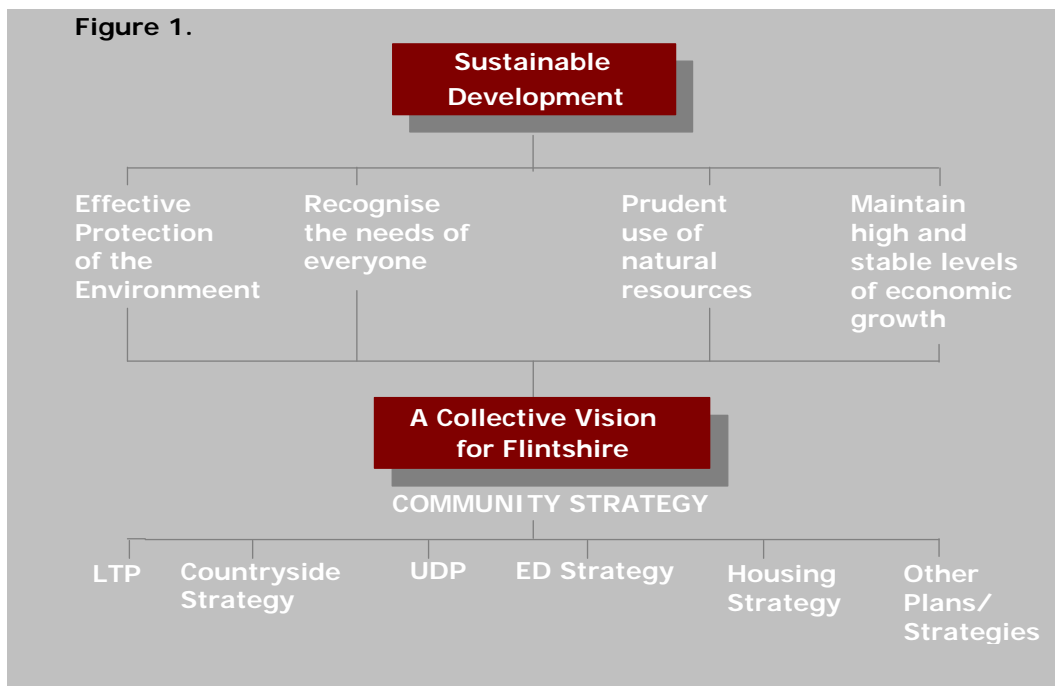 Figure 1.
Sustainable
Development
Effective
Protection
of the
Environmeent
Recognise
the needs of
everyone
Prudent
use of
natural
resources
Maintain
high and
stable levels
of economic
growth
A Collective Vision
for Flintshire
COMMUNITY STRATEGY
LTP
Countryside
Strategy
UDP
ED Strategy
Housing
Strategy
Other
Plans/
Strategies